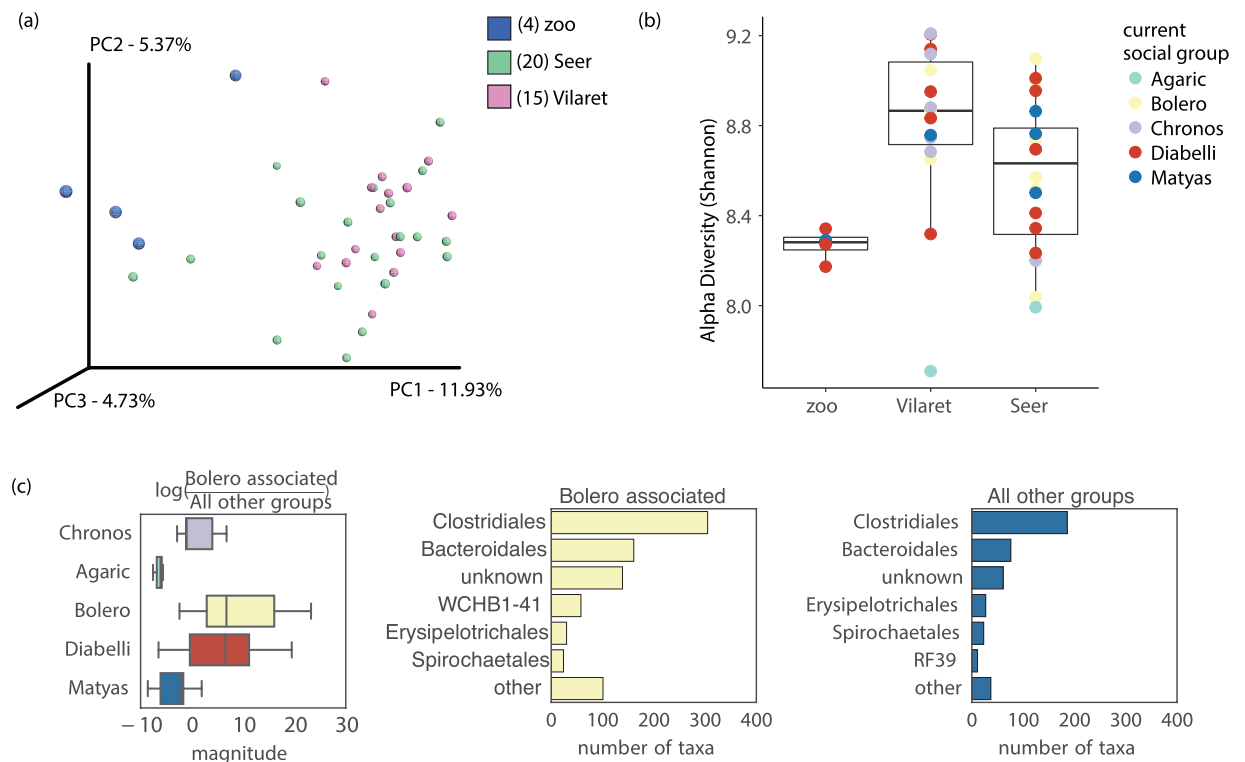 (a)
PC2 - 5.37%
(4) zoo
(20) Seer
(15) Vilaret
PC3 - 4.73%
PC1 - 11.93%
(b)
Alpha Diversity (Shannon)
9.2
8.8
8.4
8.0
zoo
Vilaret
Seer
current
social group
Agaric
Bolero
Chronos
Diabelli
Matyas
(c)
log(Bolero associated
All other groups)
Chronos
Agaric
Bolero
Diabelli
Matyas
−10 0 10 20 30
magnitude
Bolero associated
Clostridiales
Bacteroidales
unknown
WCHB1-41
Erysipelotrichales
Spirochaetales
other
0 100 200 300 400
number of taxa
All other groups
Clostridiales
Bacteroidales
unknown
Erysipelotrichales
Spirochaetales
RF39
other
0 100 200 300 400
number of taxa